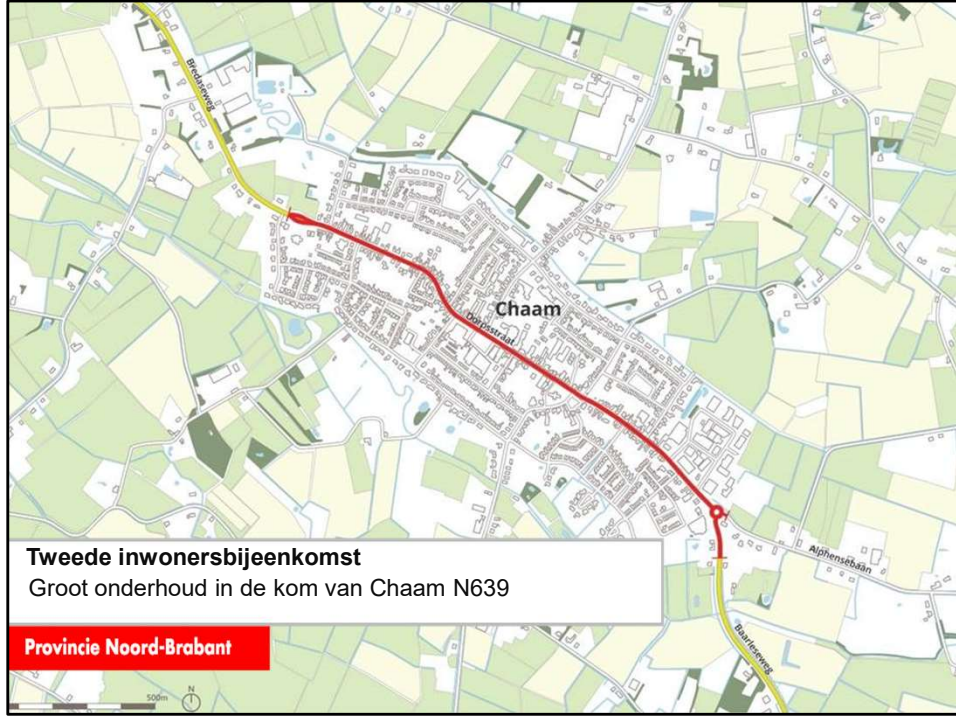 Bredaseweg
Chaam
Dorpsstraat
Alphensebaan
Baarleseweg
Tweede inwonersbijeenkomst
Groot onderhoud in de kom van Chaam N639
Provincie Noord-Brabant
500m
N